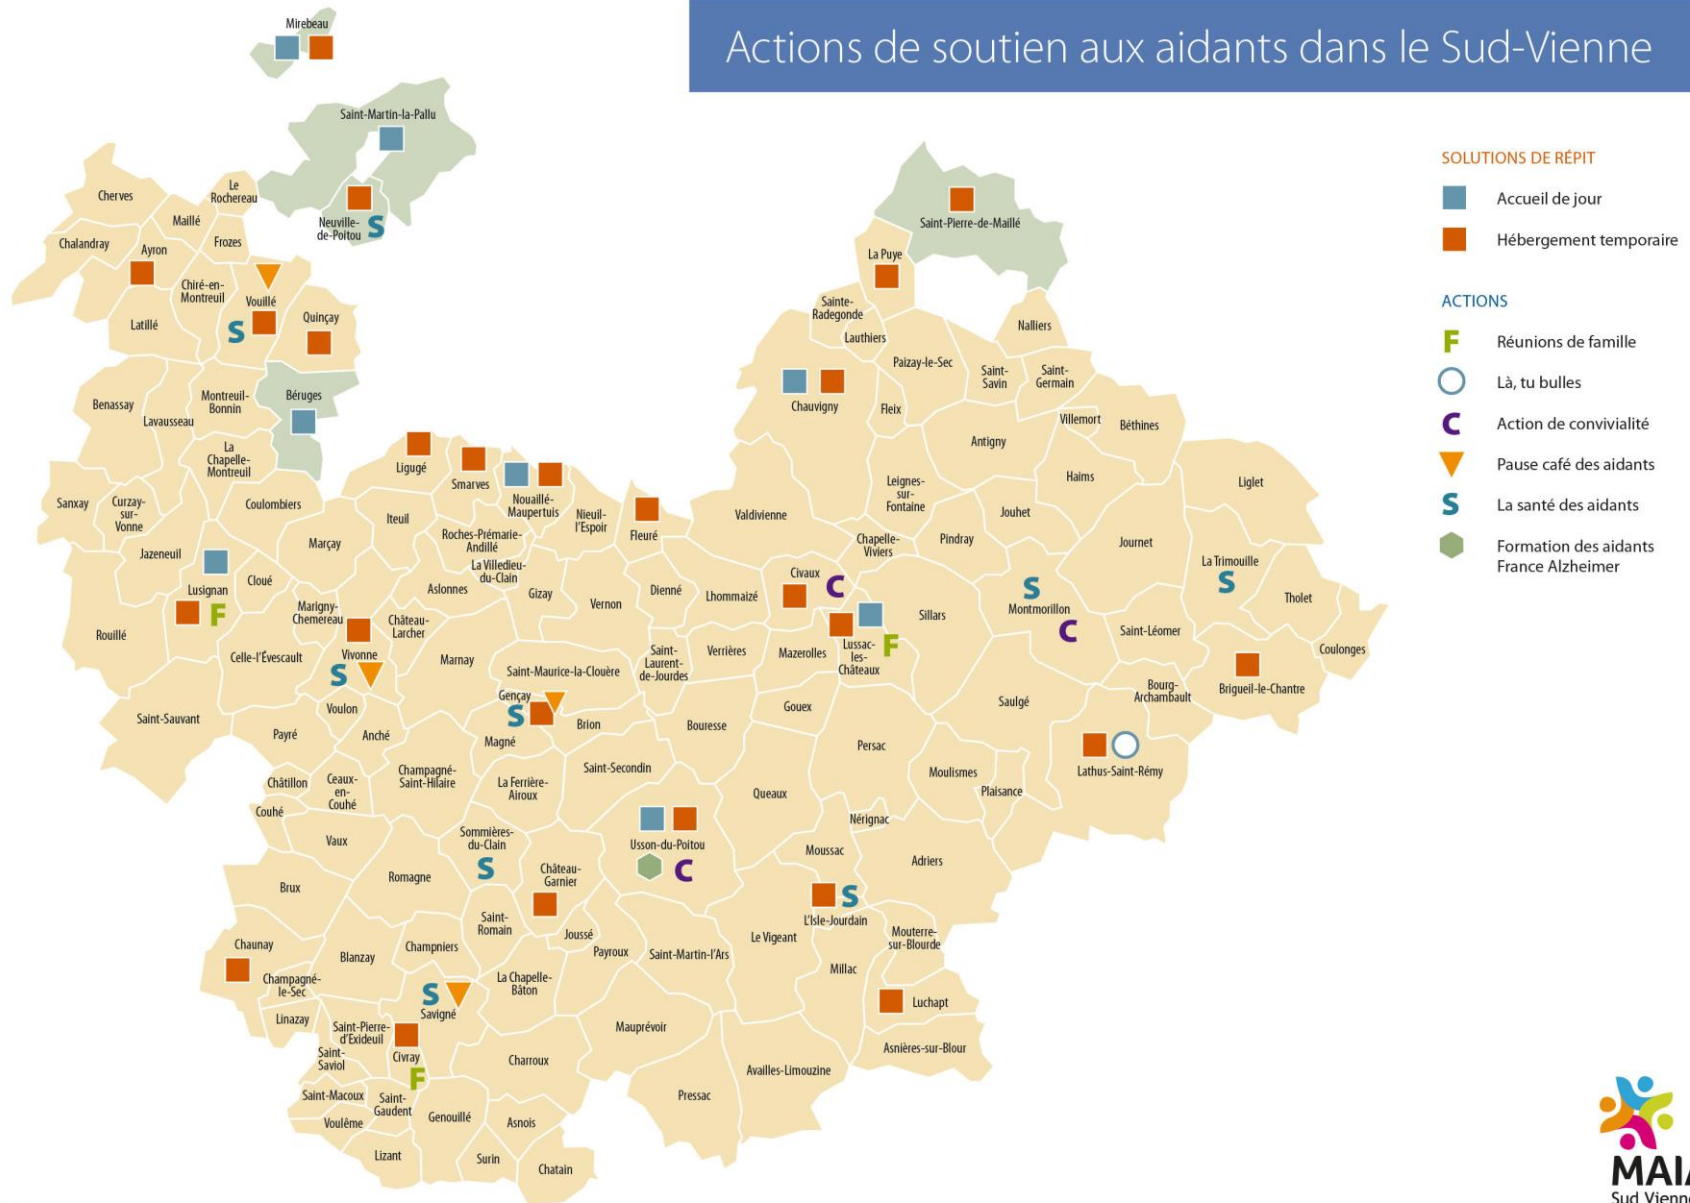 Actions de soutien aux aidants dans le Sud-Vienne
SOLUTIONS DE RÉPIT
Accueil de jour
Hébergement temporaire
ACTIONS
F
Réunions de famille
Là, tu bulles
C
Action de convivialité
Pause café des aidants
S
La santé des aidants
Formation des aidants
France Alzheimer
Mirebeau
Saint-Martin-la-Pallu
Neuville-
de-Poitou
S
Cherves
Le
Rochereau
Maillé
Chalandray
Ayron
Frozes
Chiré-en-
Montreuil
Vouillé
S
Latillé
Quinçay
Saint-Pierre-de-Maillé
La Puye
Sainte-
Radegonde
Lauthiers
Nalliers
Paizay-le-Sec
Saint-
Savin
Saint-
Germain
Chauvigny
Fleix
Villemort
Béthines
Antigny
Benassay
Lavausseau
Montreuil-
Bonnin
Béruges
La
Chapelle-
Montreuil
Ligugé
Smarves
Nouaillé-
Maupertuis
Nieuil-
l'Espoir
Fleuré
Valdivienne
Leignes-
sur-
Fontaine
Haims
Liglet
Jouhet
Sanxay
Curzay-
sur-
Vonne
Coulombiers
Iteuil
Roches-Prémarie-
Andillé
La Villedieu-
du-Clain
Marçay
Jazeneuil
Chapelle-
Viviers
Pindray
Journet
La Trimouille
S
Tholet
Lusignan
F
Cloué
Rouillé
Marigny-
Chemereau
Château-
Larcher
Aslonnes
Gizay
Vernon
Dienné
Lhommaizé
Civaux
C
Sillars
S
Montmorillon
C
Saint-Léomer
Coulonges
Celle-l'Évescault
Vivonne
S
Marnay
Saint-Maurice-la-Clouère
Saint-
Laurent-
de-Jourdes
Verrières
Mazerolles
Lussac-
les-
Châteaux
F
Brigueil-le-Chantre
Bourg-
Archambault
Saulgé
Gençay
S
Brion
Magné
Bouresse
Gouex
Persac
Saint-Sauvant
Voulon
Payré
Anché
Lathus-Saint-Rémy
Moulismes
Plaisance
Châtillon
Ceaux-
en-
Couhé
Champagné-
Saint-Hilaire
La Ferrière-
Airoux
Saint-Secondin
Queaux
Couhé
Vaux
Nérignac
Sommières-
du-Clain
S
Usson-du-Poitou
C
Moussac
Adriers
Romagne
Château-
Garnier
Brux
L'Isle-Jourdain
S
Saint-
Romain
Joussé
Payroux
Saint-Martin-l'Ars
Le Vigeant
Mouterre-
sur-Blourde
Chaunay
Blanzay
Champniers
Millac
Champagné-
le-Sec
La Chapelle-
Bâton
S
Savigné
Luchapt
Linazay
Saint-Pierre-
d'Exideuil
Mauprévoir
Saint-
Saviol
Civray
F
Charroux
Asnières-sur-Blour
Availles-Limouzine
Saint-Macoux
Saint-
Gaudent
Pressac
Voulême
Genouillé
Asnois
Lizant
Surin
Chatain
MAIA
Sud Vienne